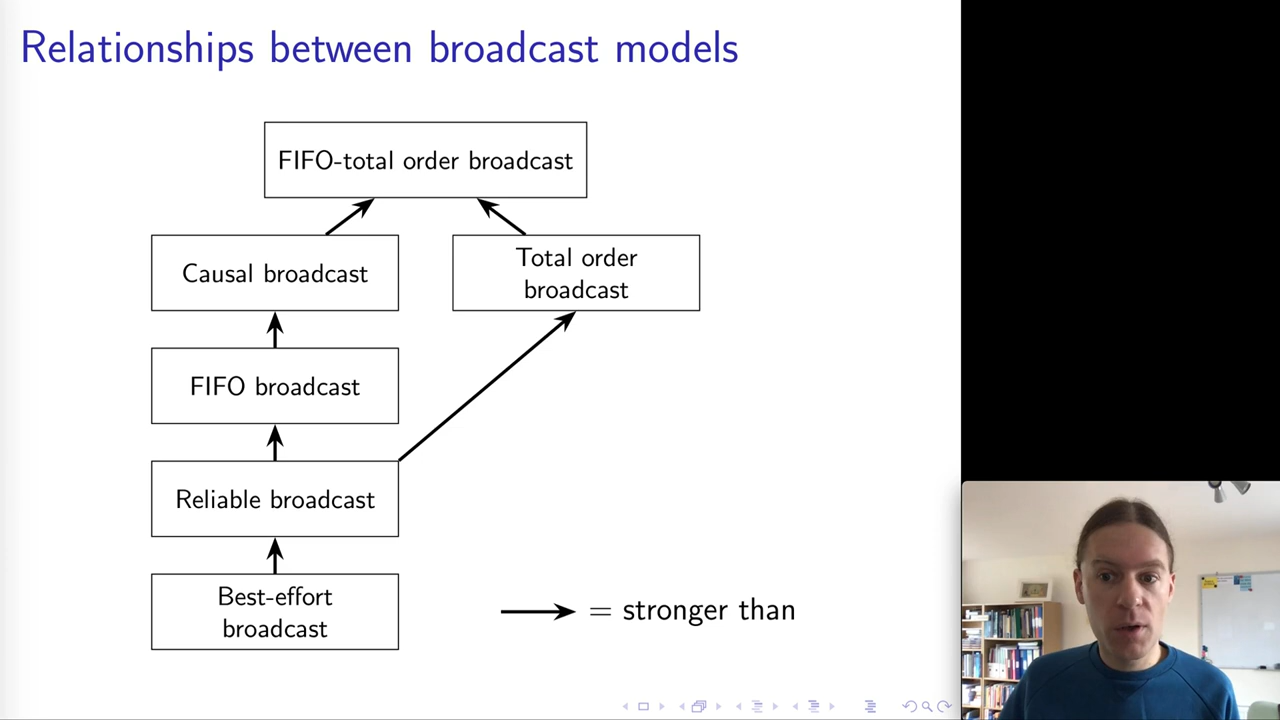 Relationships between broadcast models
FIFO-total order broadcast
Causal broadcast
Total order
broadcast
FIFO broadcast
Reliable broadcast
Best-effort
broadcast
= stronger than